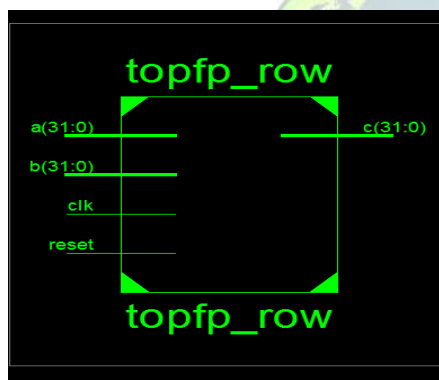 topfp_row
a(31:0)
c(31:0)
b(31:0)
clk
reset
topfp_row